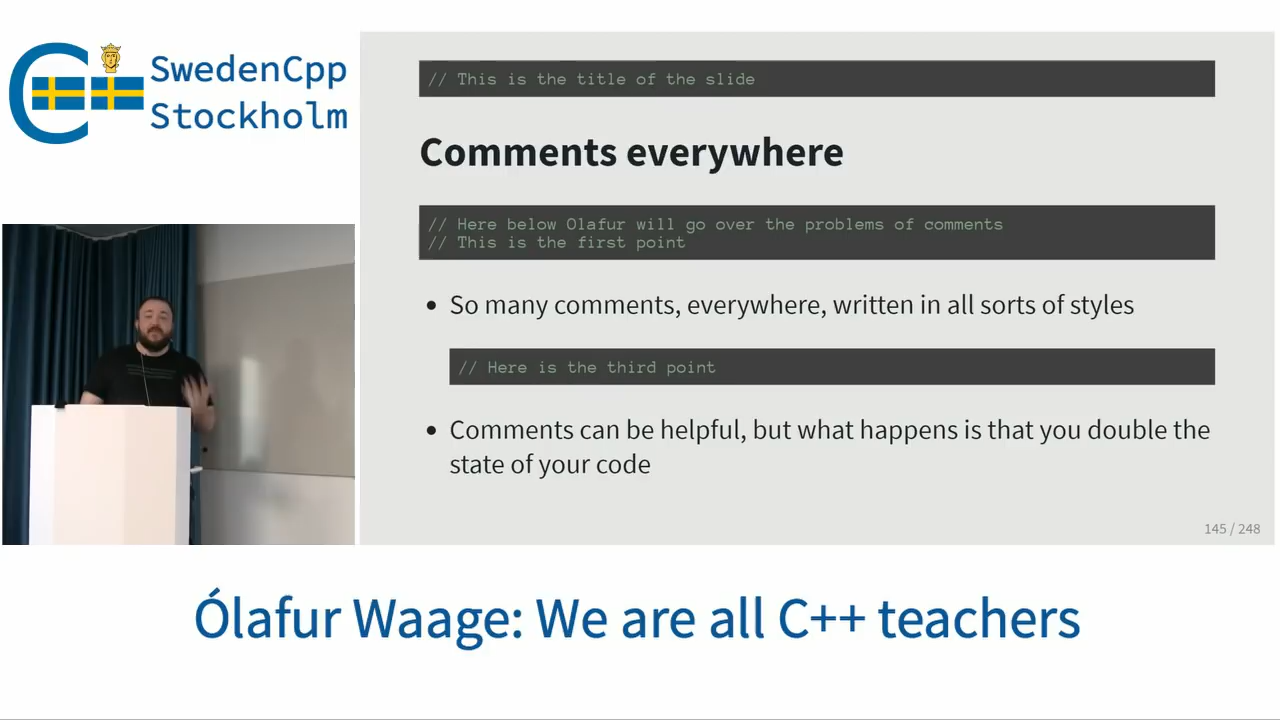 SwedenCpp
Stockholm
// This is the title of the slide
Comments everywhere
// Here below Olafur will go over the problems of comments
// This is the first point
• So many comments, everywhere, written in all sorts of styles
// Here is the third point
• Comments can be helpful, but what happens is that you double the
state of your code
145 / 248
Ólafur Waage: We are all C++ teachers